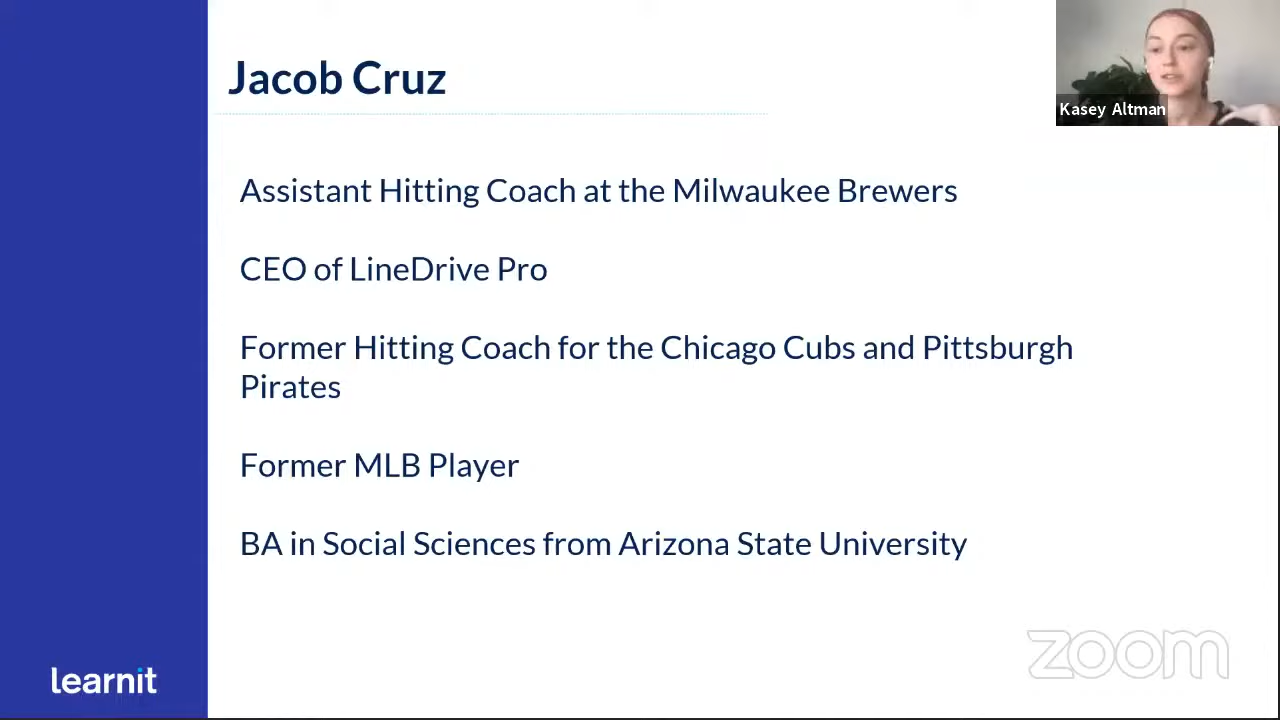 Jacob Cruz
Kasey Altman
Assistant Hitting Coach at the Milwaukee Brewers
CEO of LineDrive Pro
Former Hitting Coach for the Chicago Cubs and Pittsburgh
Pirates
Former MLB Player
BA in Social Sciences from Arizona State University
learnit
zoom